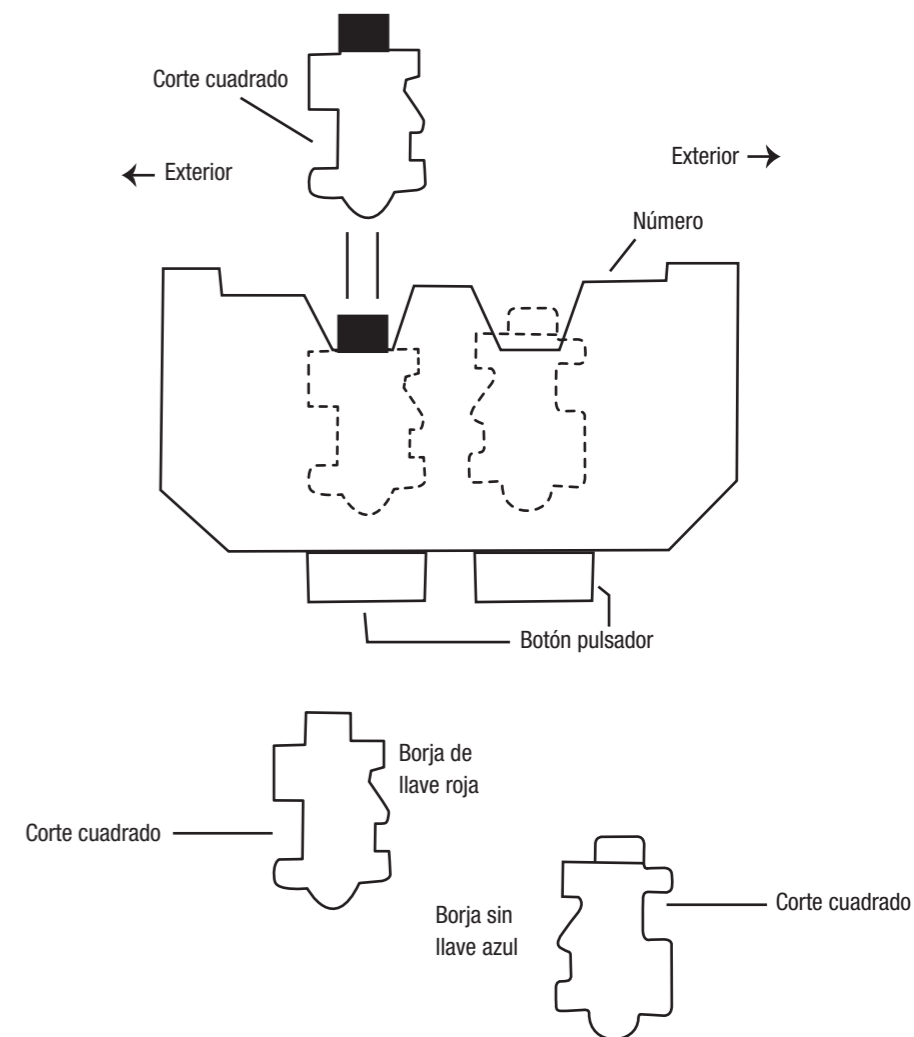 Corte cuadrado
Exterior
Exterior
Número
Botón pulsador
Borja de
llave roja
Corte cuadrado
Borja sin
llave azul
Corte cuadrado